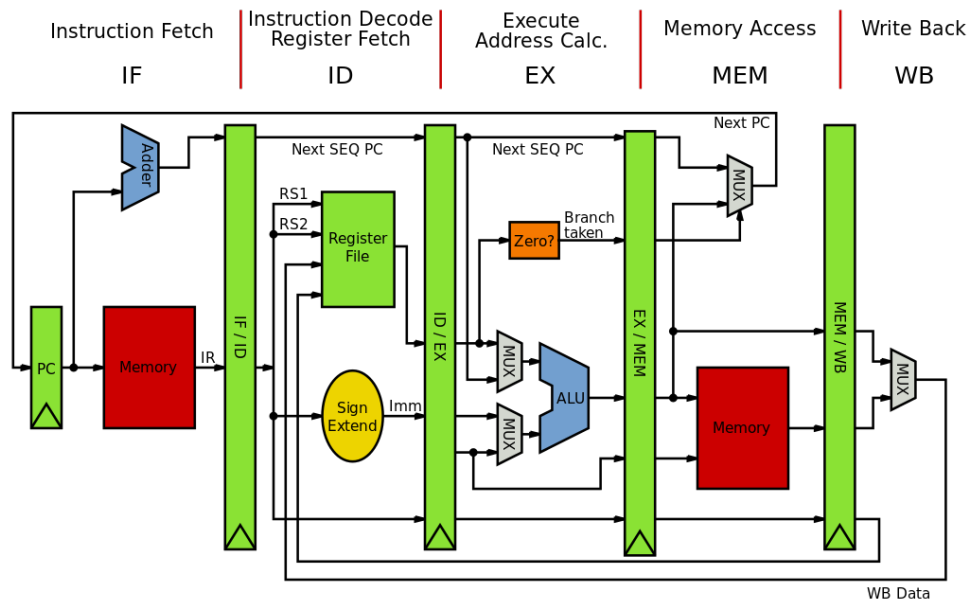 Instruction Fetch
IF
Instruction Decode
Register Fetch
ID
Execute
Address Calc.
EX
Memory Access
MEM
Write Back
WB
Next PC
Adder
Next SEQ PC
Next SEQ PC
MUX
RS1
RS2
Register
File
Zero?
Branch
taken
IF / ID
ID / EX
EX / MEM
MEM / WB
PC
Memory
IR
MUX
ALU
MUX
Sign
Extend
Imm
MUX
Memory
WB Data